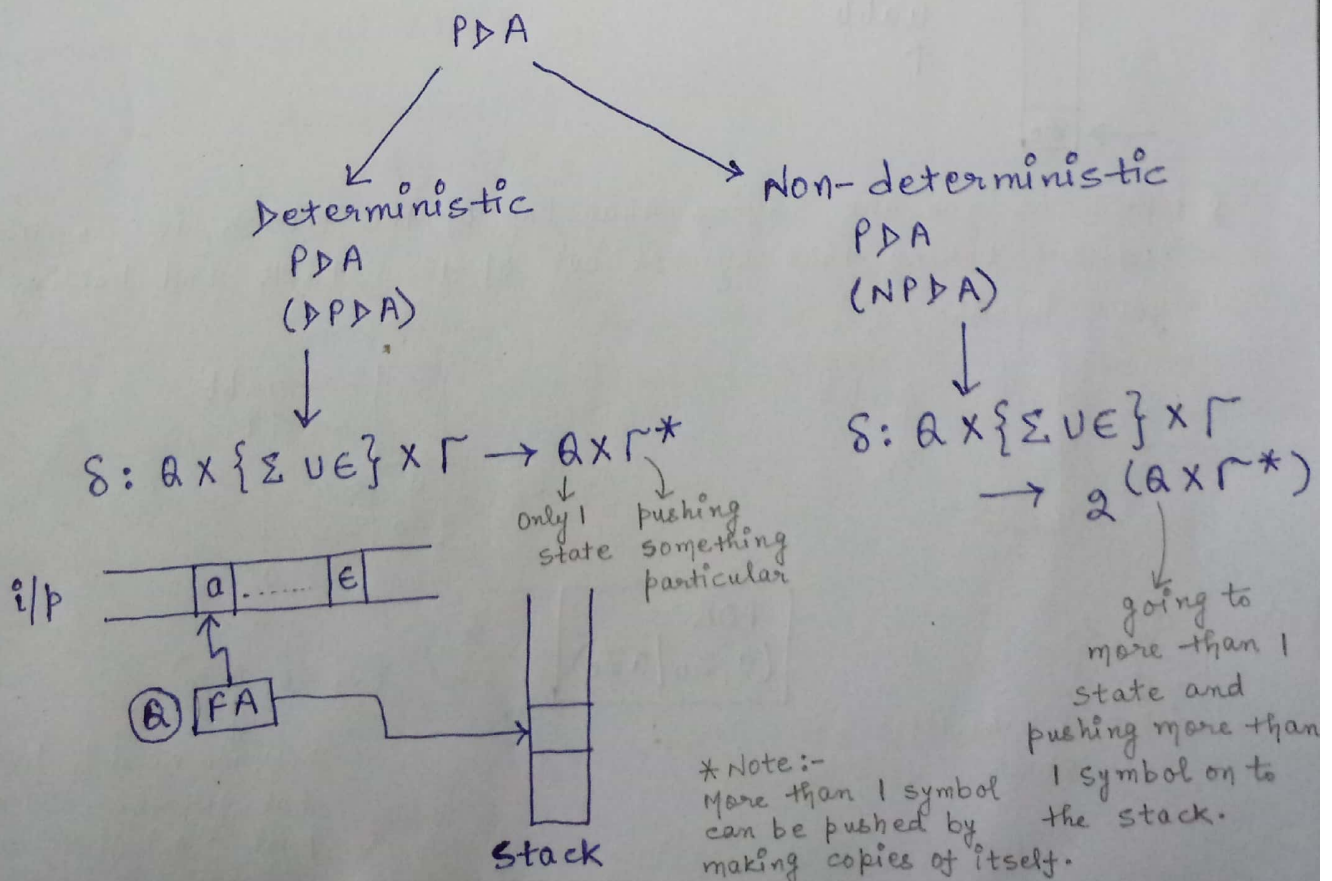 PDA
Deterministic
PDA
(DPDA)
Non-deterministic
PDA
(NPDA)
δ: Q X {Σ ∪ ϵ} X Γ → Q X Γ*
only 1
state
pushing
something
particular
δ: Q X {Σ ∪ ϵ} X Γ
→ 2^(Q X Γ*)
going to
more than 1
state and
pushing more than
1 symbol on to
the stack.
i/p
a ....... ϵ
Q FA
Stack
* Note:-
More than 1 symbol
can be pushed by
making copies of itself.